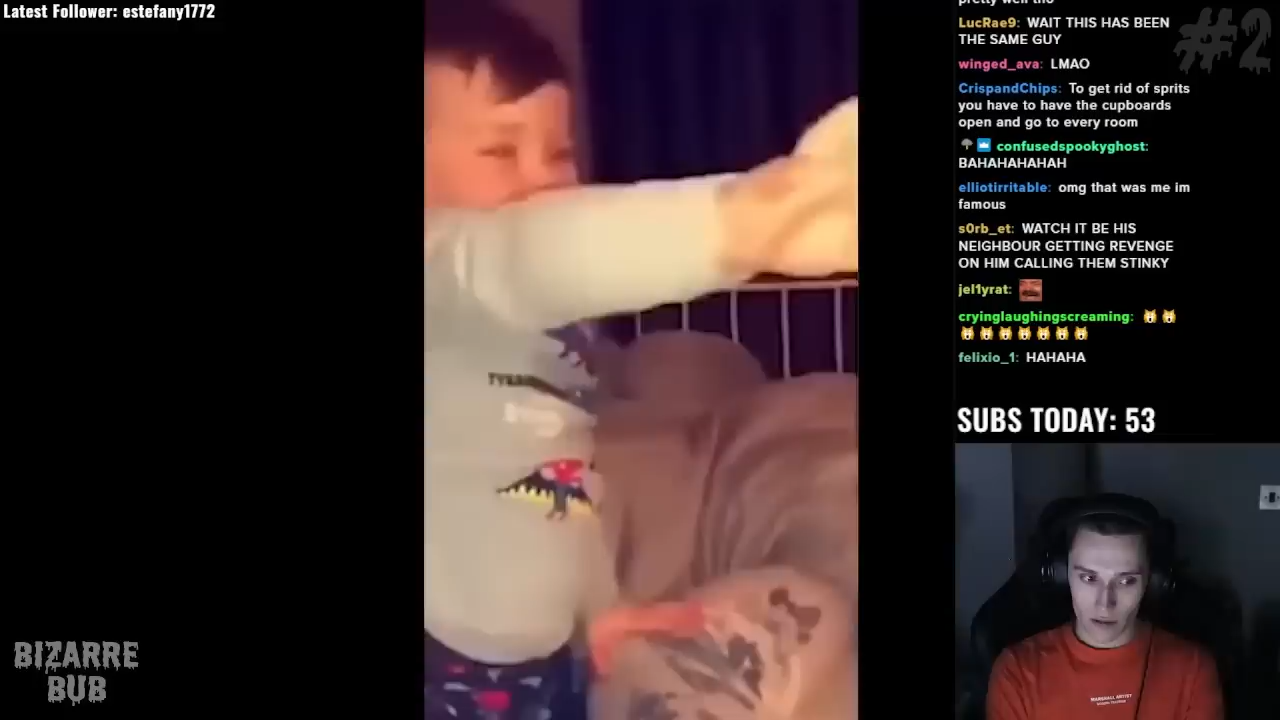 Latest Follower: estefany1772
pretty well tho
#2
LucRae9: WAIT THIS HAS BEEN
THE SAME GUY
winged_ava: LMAO
CrispandChips: To get rid of sprits
you have to have the cupboards
open and go to every room
confusedspookyghost:
BAHAHAHAHAH
elliotirritable: omg that was me im
famous
s0rb_et: WATCH IT BE HIS
NEIGHBOUR GETTING REVENGE
ON HIM CALLING THEM STINKY
jel1yrat:
cryinglaughingscreaming:
felixio_1: HAHAHA
SUBS TODAY: 53
BIZARRE
BUB